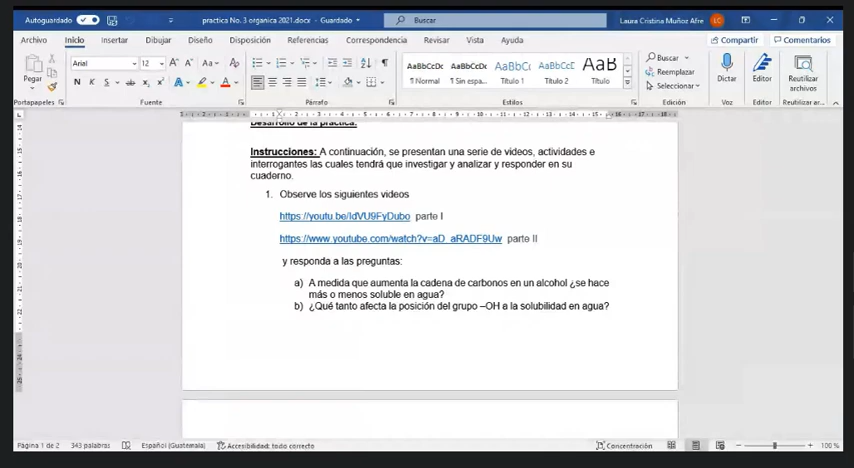 Autoguardado practica No. 3 organica 2021.docx - Guardado Buscar Laura Cristina Muñoz Afre LC
Archivo Inicio Insertar Dibujar Diseño Disposición Referencias Correspondencia Revisar Vista Ayuda Compartir Comentarios
Arial 12 A A Aa A
N K S ab x x A A
AaBbCcDc AaBbCcDc AaBbCc AaBbCcC AaB
¶ Normal ¶ Sin espa... Título 1 Título 2 Título
Buscar
Reemplazar
Seleccionar
Pegar
Dictar Editor Reutilizar archivos
Portapapeles Fuente Párrafo Estilos Edición Voz Editor Reutilizar ar...
Desarrollo de la práctica.
Instrucciones: A continuación, se presentan una serie de videos, actividades e
interrogantes las cuales tendrá que investigar y analizar y responder en su
cuaderno.
1. Observe los siguientes videos
https://youtu.be/IdVU9FyDubo parte I
https://www.youtube.com/watch?v=aD_aRADF9Uw parte II
y responda a las preguntas:
a) A medida que aumenta la cadena de carbonos en un alcohol ¿se hace
más o menos soluble en agua?
b) ¿Qué tanto afecta la posición del grupo –OH a la solubilidad en agua?
Página 1 de 2 343 palabras Español (Guatemala) Accesibilidad: todo correcto Concentración 100 %